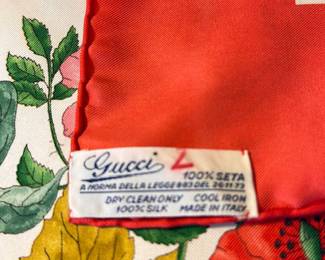 Gucci 100% SETA
A NORMA DELLA LEGGE 883 DEL 26·11·73
DRY CLEAN ONLY COOL IRON
100% SILK MADE IN ITALY